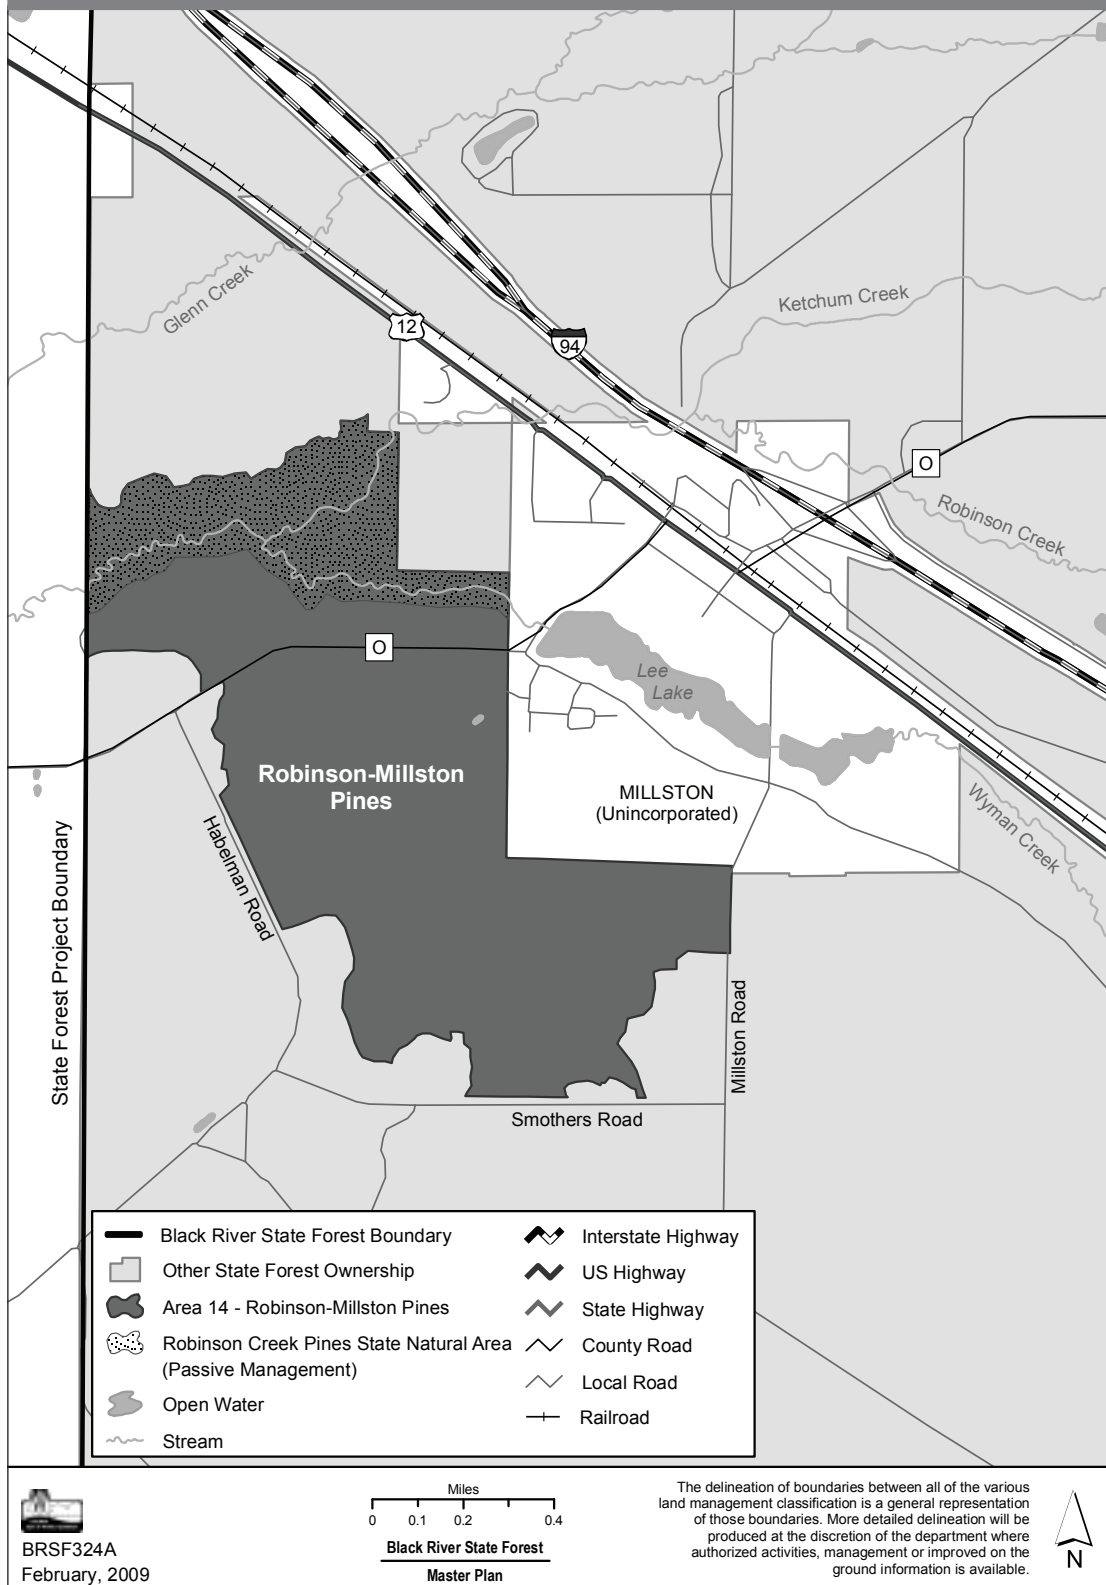 Glenn Creek
12
94
Ketchum Creek
O
Robinson Creek
O
Lee
Lake
Robinson-Millston
Pines
MILLSTON
(Unincorporated)
Wyman Creek
Habelman Road
State Forest Project Boundary
Millston Road
Smothers Road
Black River State Forest Boundary
Other State Forest Ownership
Area 14 - Robinson-Millston Pines
Robinson Creek Pines State Natural Area
(Passive Management)
Open Water
Stream
Interstate Highway
US Highway
State Highway
County Road
Local Road
Railroad
BRSF324A
February, 2009
Miles
0 0.1 0.2 0.4
Black River State Forest
Master Plan
The delineation of boundaries between all of the various
land management classification is a general representation
of those boundaries. More detailed delineation will be
produced at the discretion of the department where
authorized activities, management or improved on the
ground information is available.
N